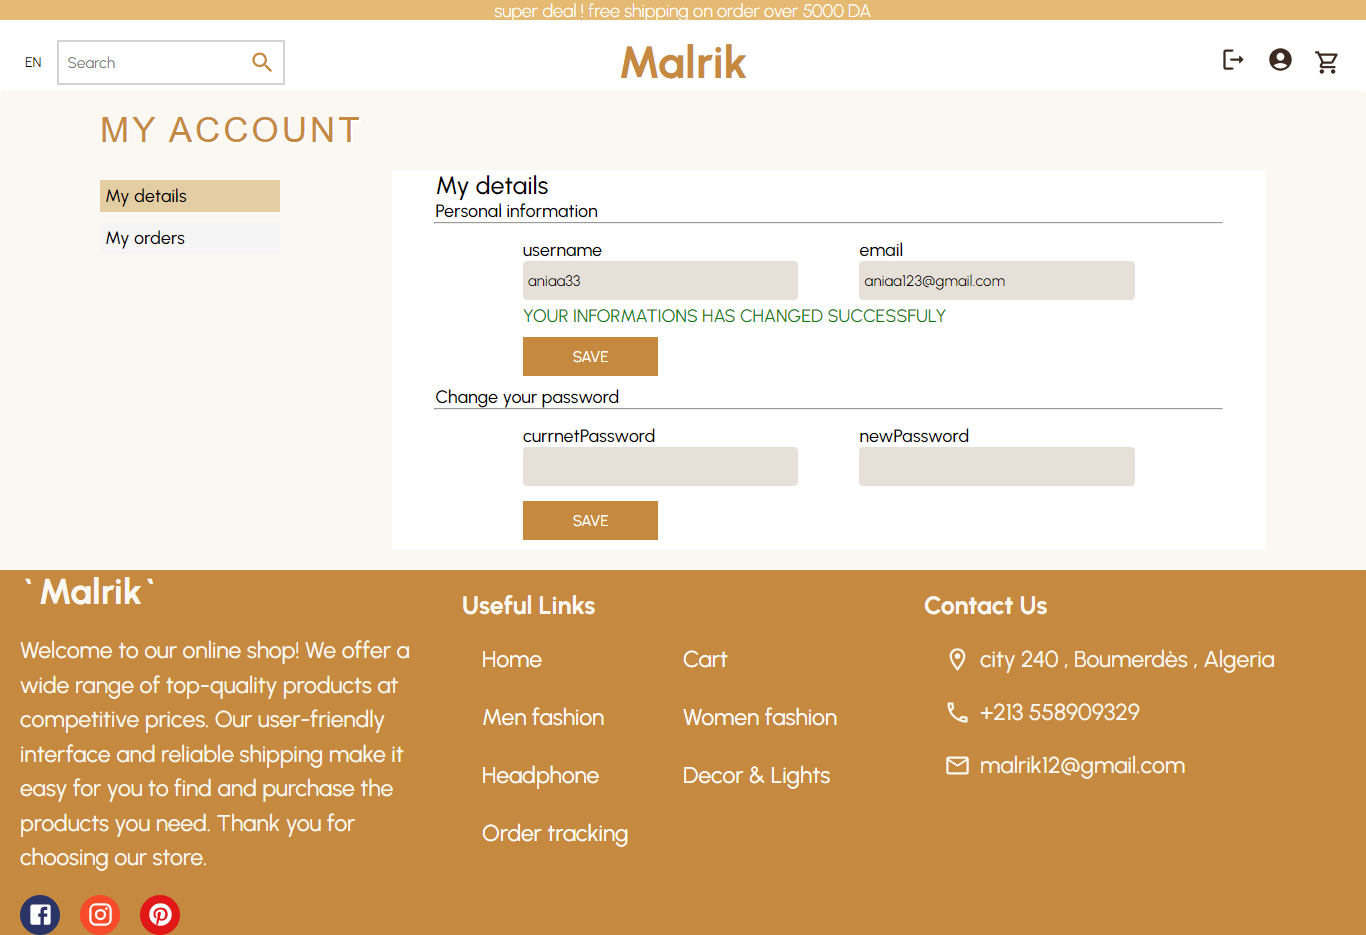 super deal ! free shipping on order over 5000 DA
EN
Search
Malrik
MY ACCOUNT
My details
My orders
My details
Personal information
username
email
aniaa33
aniaa123@gmail.com
YOUR INFORMATIONS HAS CHANGED SUCCESSFULY
SAVE
Change your password
currnetPassword
newPassword
SAVE
`Malrik`
Welcome to our online shop! We offer a
wide range of top-quality products at
competitive prices. Our user-friendly
interface and reliable shipping make it
easy for you to find and purchase the
products you need. Thank you for
choosing our store.
Useful Links
Home
Cart
Men fashion
Women fashion
Headphone
Decor & Lights
Order tracking
Contact Us
city 240 , Boumerdès , Algeria
+213 558909329
malrik12@gmail.com